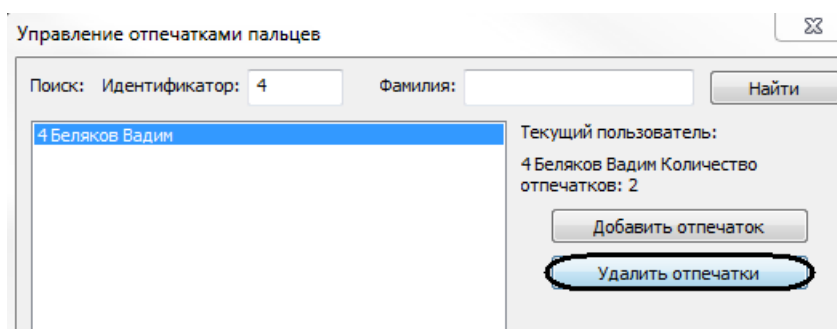 Управление отпечатками пальцев
Поиск: Идентификатор: 4 Фамилия: Найти
4 Беляков Вадим
Текущий пользователь:
4 Беляков Вадим Количество
отпечатков: 2
Добавить отпечаток
Удалить отпечатки